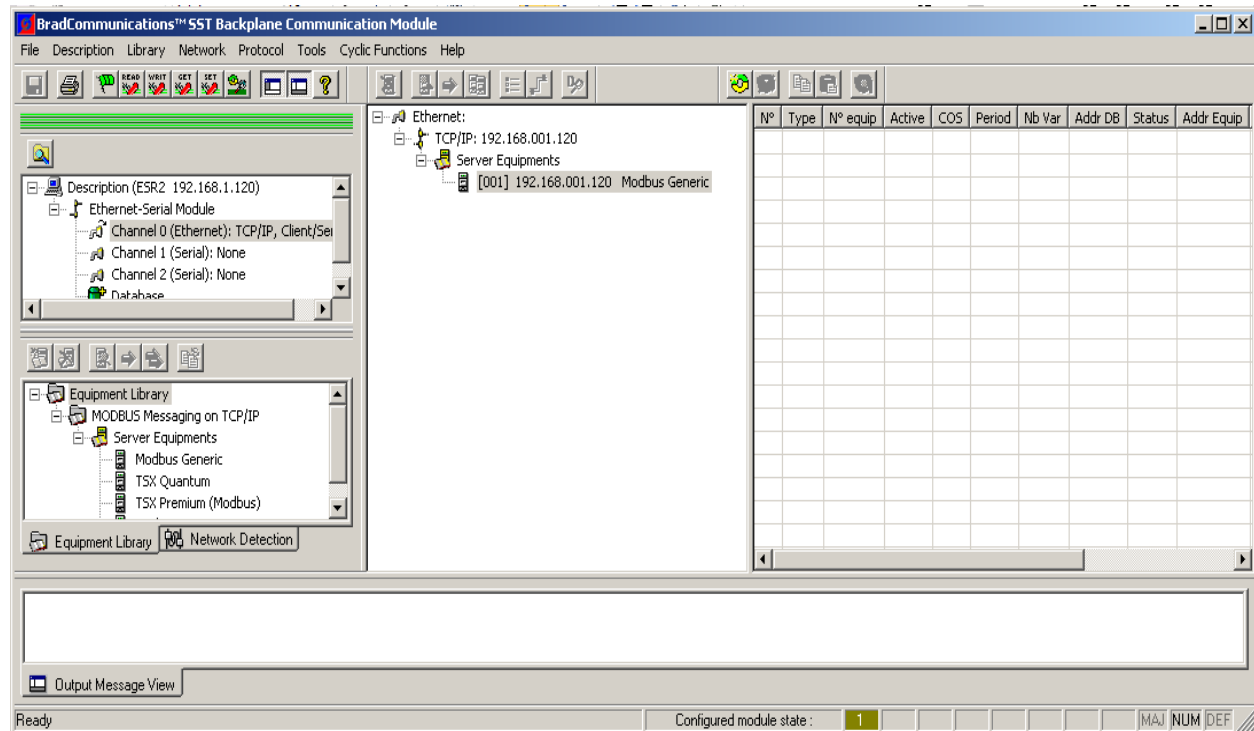 BradCommunications™ SST Backplane Communication Module
File Description Library Network Protocol Tools Cyclic Functions Help
READ WRIT GET SET
Description (ESR2 192.168.1.120)
Ethernet-Serial Module
Channel 0 (Ethernet): TCP/IP, Client/Ser
Channel 1 (Serial): None
Channel 2 (Serial): None
Database
Equipment Library
MODBUS Messaging on TCP/IP
Server Equipments
Modbus Generic
TSX Quantum
TSX Premium (Modbus)
Equipment Library Network Detection
Ethernet:
TCP/IP: 192.168.001.120
Server Equipments
[001] 192.168.001.120 Modbus Generic
N° Type N° equip Active COS Period Nb Var Addr DB Status Addr Equip
Output Message View
Ready Configured module state : 1 MAJ NUM DEF